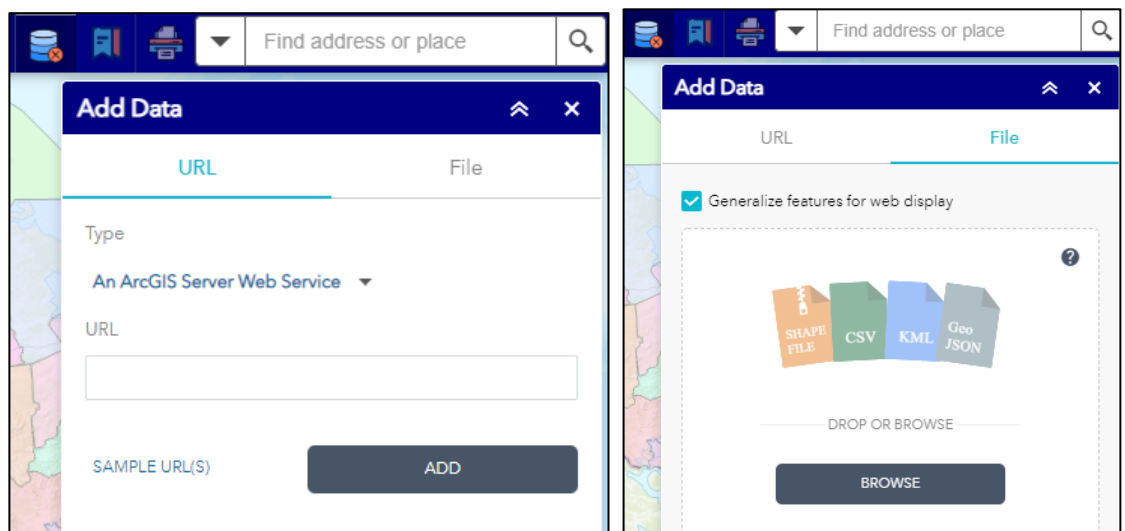 Find address or place
Add Data
URL File
Type
An ArcGIS Server Web Service
URL
SAMPLE URL(S) ADD
Find address or place
Add Data
URL File
Generalize features for web display
?
SHAPE
FILE
CSV
KML
Geo
JSON
DROP OR BROWSE
BROWSE